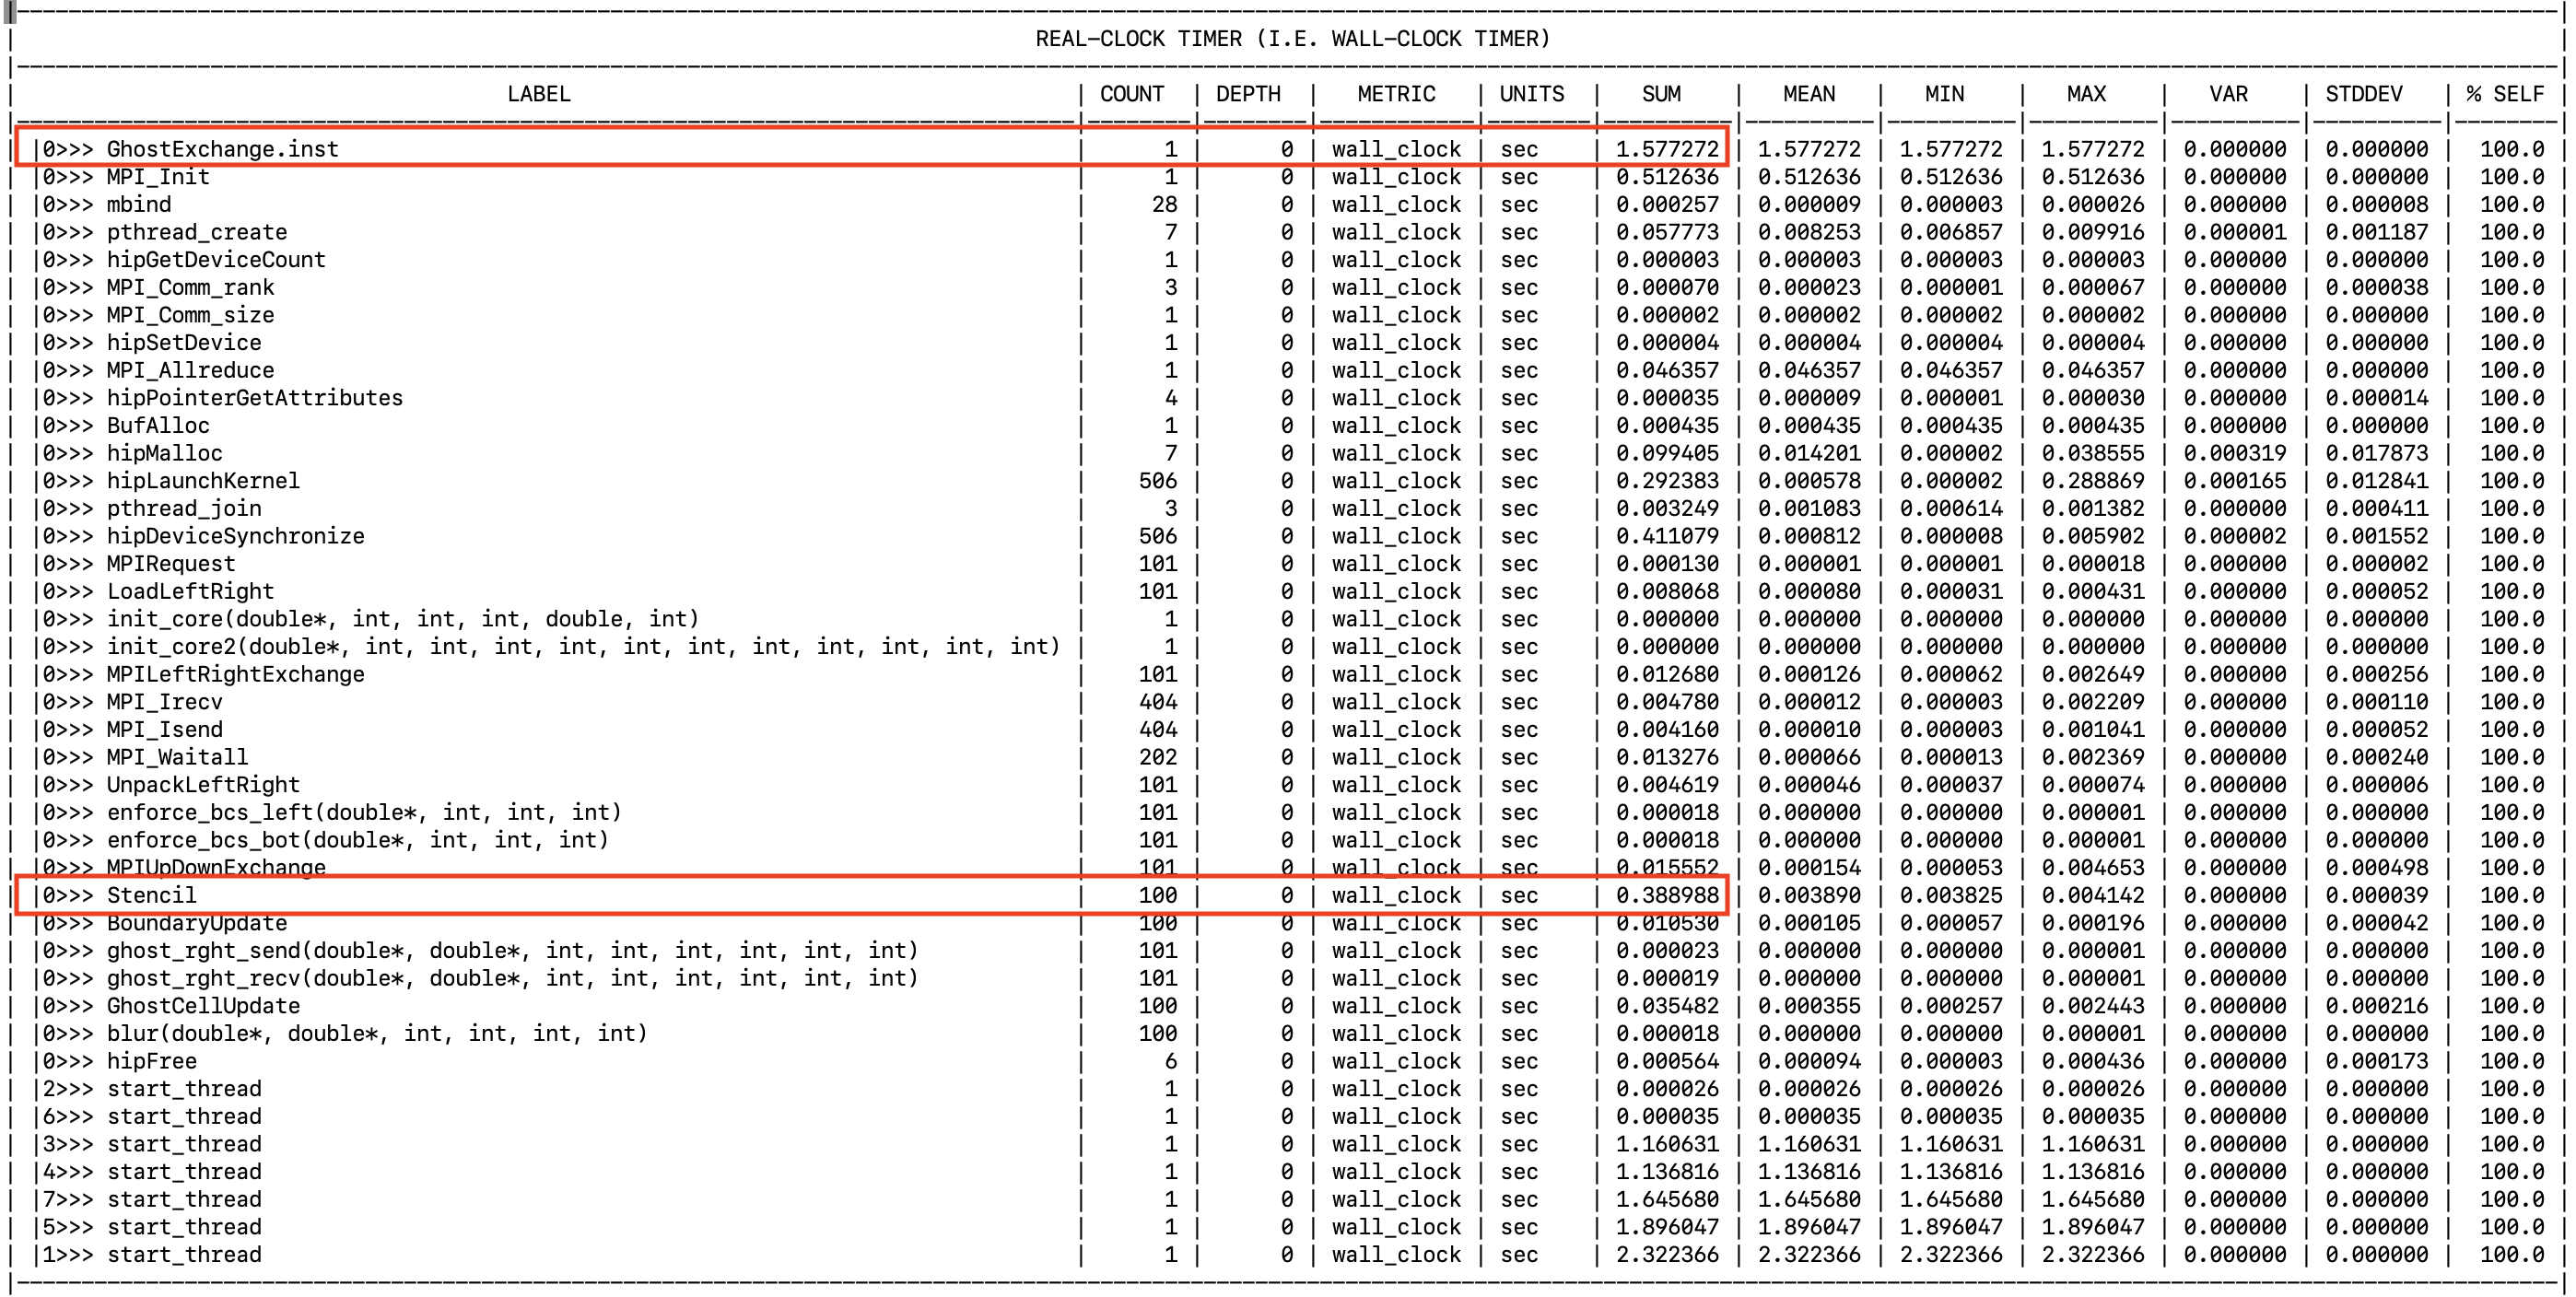 REAL-CLOCK TIMER (I.E. WALL-CLOCK TIMER)
| LABEL | COUNT | DEPTH | METRIC | UNITS | SUM | MEAN | MIN | MAX | VAR | STDDEV | % SELF |
| |0>>> GhostExchange.inst | 1 | 0 | wall_clock | sec | 1.577272 | 1.577272 | 1.577272 | 1.577272 | 0.000000 | 0.000000 | 100.0 |
| |0>>> MPI_Init | 1 | 0 | wall_clock | sec | 0.512636 | 0.512636 | 0.512636 | 0.512636 | 0.000000 | 0.000000 | 100.0 |
| |0>>> mbind | 28 | 0 | wall_clock | sec | 0.000257 | 0.000009 | 0.000003 | 0.000026 | 0.000000 | 0.000008 | 100.0 |
| |0>>> pthread_create | 7 | 0 | wall_clock | sec | 0.057773 | 0.008253 | 0.006857 | 0.009916 | 0.000001 | 0.001187 | 100.0 |
| |0>>> hipGetDeviceCount | 1 | 0 | wall_clock | sec | 0.000003 | 0.000003 | 0.000003 | 0.000003 | 0.000000 | 0.000000 | 100.0 |
| |0>>> MPI_Comm_rank | 3 | 0 | wall_clock | sec | 0.000070 | 0.000023 | 0.000001 | 0.000067 | 0.000000 | 0.000038 | 100.0 |
| |0>>> MPI_Comm_size | 1 | 0 | wall_clock | sec | 0.000002 | 0.000002 | 0.000002 | 0.000002 | 0.000000 | 0.000000 | 100.0 |
| |0>>> hipSetDevice | 1 | 0 | wall_clock | sec | 0.000004 | 0.000004 | 0.000004 | 0.000004 | 0.000000 | 0.000000 | 100.0 |
| |0>>> MPI_Allreduce | 1 | 0 | wall_clock | sec | 0.046357 | 0.046357 | 0.046357 | 0.046357 | 0.000000 | 0.000000 | 100.0 |
| |0>>> hipPointerGetAttributes | 4 | 0 | wall_clock | sec | 0.000035 | 0.000009 | 0.000001 | 0.000030 | 0.000000 | 0.000014 | 100.0 |
| |0>>> BufAlloc | 1 | 0 | wall_clock | sec | 0.000435 | 0.000435 | 0.000435 | 0.000435 | 0.000000 | 0.000000 | 100.0 |
| |0>>> hipMalloc | 7 | 0 | wall_clock | sec | 0.099405 | 0.014201 | 0.000002 | 0.038555 | 0.000319 | 0.017873 | 100.0 |
| |0>>> hipLaunchKernel | 506 | 0 | wall_clock | sec | 0.292383 | 0.000578 | 0.000002 | 0.288869 | 0.000165 | 0.012841 | 100.0 |
| |0>>> pthread_join | 3 | 0 | wall_clock | sec | 0.003249 | 0.001083 | 0.000614 | 0.001382 | 0.000000 | 0.000411 | 100.0 |
| |0>>> hipDeviceSynchronize | 506 | 0 | wall_clock | sec | 0.411079 | 0.000812 | 0.000008 | 0.005902 | 0.000002 | 0.001552 | 100.0 |
| |0>>> MPIRequest | 101 | 0 | wall_clock | sec | 0.000130 | 0.000001 | 0.000001 | 0.000018 | 0.000000 | 0.000002 | 100.0 |
| |0>>> LoadLeftRight | 101 | 0 | wall_clock | sec | 0.008068 | 0.000080 | 0.000031 | 0.000431 | 0.000000 | 0.000052 | 100.0 |
| |0>>> init_core(double*, int, int, int, double, int) | 1 | 0 | wall_clock | sec | 0.000000 | 0.000000 | 0.000000 | 0.000000 | 0.000000 | 0.000000 | 100.0 |
| |0>>> init_core2(double*, int, int, int, int, int, int, int, int, int, int, int) | 1 | 0 | wall_clock | sec | 0.000000 | 0.000000 | 0.000000 | 0.000000 | 0.000000 | 0.000000 | 100.0 |
| |0>>> MPILeftRightExchange | 101 | 0 | wall_clock | sec | 0.012680 | 0.000126 | 0.000062 | 0.002649 | 0.000000 | 0.000256 | 100.0 |
| |0>>> MPI_Irecv | 404 | 0 | wall_clock | sec | 0.004780 | 0.000012 | 0.000003 | 0.002209 | 0.000000 | 0.000110 | 100.0 |
| |0>>> MPI_Isend | 404 | 0 | wall_clock | sec | 0.004160 | 0.000010 | 0.000003 | 0.001041 | 0.000000 | 0.000052 | 100.0 |
| |0>>> MPI_Waitall | 202 | 0 | wall_clock | sec | 0.013276 | 0.000066 | 0.000013 | 0.002369 | 0.000000 | 0.000240 | 100.0 |
| |0>>> UnpackLeftRight | 101 | 0 | wall_clock | sec | 0.004619 | 0.000046 | 0.000037 | 0.000074 | 0.000000 | 0.000006 | 100.0 |
| |0>>> enforce_bcs_left(double*, int, int, int) | 101 | 0 | wall_clock | sec | 0.000018 | 0.000000 | 0.000000 | 0.000001 | 0.000000 | 0.000000 | 100.0 |
| |0>>> enforce_bcs_bot(double*, int, int, int) | 101 | 0 | wall_clock | sec | 0.000018 | 0.000000 | 0.000000 | 0.000001 | 0.000000 | 0.000000 | 100.0 |
| |0>>> MPIUpDownExchange | 101 | 0 | wall_clock | sec | 0.015552 | 0.000154 | 0.000053 | 0.004653 | 0.000000 | 0.000498 | 100.0 |
| |0>>> Stencil | 100 | 0 | wall_clock | sec | 0.388988 | 0.003890 | 0.003825 | 0.004142 | 0.000000 | 0.000039 | 100.0 |
| |0>>> BoundaryUpdate | 100 | 0 | wall_clock | sec | 0.010530 | 0.000105 | 0.000057 | 0.000196 | 0.000000 | 0.000042 | 100.0 |
| |0>>> ghost_rght_send(double*, double*, int, int, int, int, int, int) | 101 | 0 | wall_clock | sec | 0.000023 | 0.000000 | 0.000000 | 0.000001 | 0.000000 | 0.000000 | 100.0 |
| |0>>> ghost_rght_recv(double*, double*, int, int, int, int, int, int) | 101 | 0 | wall_clock | sec | 0.000019 | 0.000000 | 0.000000 | 0.000001 | 0.000000 | 0.000000 | 100.0 |
| |0>>> GhostCellUpdate | 100 | 0 | wall_clock | sec | 0.035482 | 0.000355 | 0.000257 | 0.002443 | 0.000000 | 0.000216 | 100.0 |
| |0>>> blur(double*, double*, int, int, int, int) | 100 | 0 | wall_clock | sec | 0.000018 | 0.000000 | 0.000000 | 0.000001 | 0.000000 | 0.000000 | 100.0 |
| |0>>> hipFree | 6 | 0 | wall_clock | sec | 0.000564 | 0.000094 | 0.000003 | 0.000436 | 0.000000 | 0.000173 | 100.0 |
| |2>>> start_thread | 1 | 0 | wall_clock | sec | 0.000026 | 0.000026 | 0.000026 | 0.000026 | 0.000000 | 0.000000 | 100.0 |
| |6>>> start_thread | 1 | 0 | wall_clock | sec | 0.000035 | 0.000035 | 0.000035 | 0.000035 | 0.000000 | 0.000000 | 100.0 |
| |3>>> start_thread | 1 | 0 | wall_clock | sec | 1.160631 | 1.160631 | 1.160631 | 1.160631 | 0.000000 | 0.000000 | 100.0 |
| |4>>> start_thread | 1 | 0 | wall_clock | sec | 1.136816 | 1.136816 | 1.136816 | 1.136816 | 0.000000 | 0.000000 | 100.0 |
| |7>>> start_thread | 1 | 0 | wall_clock | sec | 1.645680 | 1.645680 | 1.645680 | 1.645680 | 0.000000 | 0.000000 | 100.0 |
| |5>>> start_thread | 1 | 0 | wall_clock | sec | 1.896047 | 1.896047 | 1.896047 | 1.896047 | 0.000000 | 0.000000 | 100.0 |
| |1>>> start_thread | 1 | 0 | wall_clock | sec | 2.322366 | 2.322366 | 2.322366 | 2.322366 | 0.000000 | 0.000000 | 100.0 |